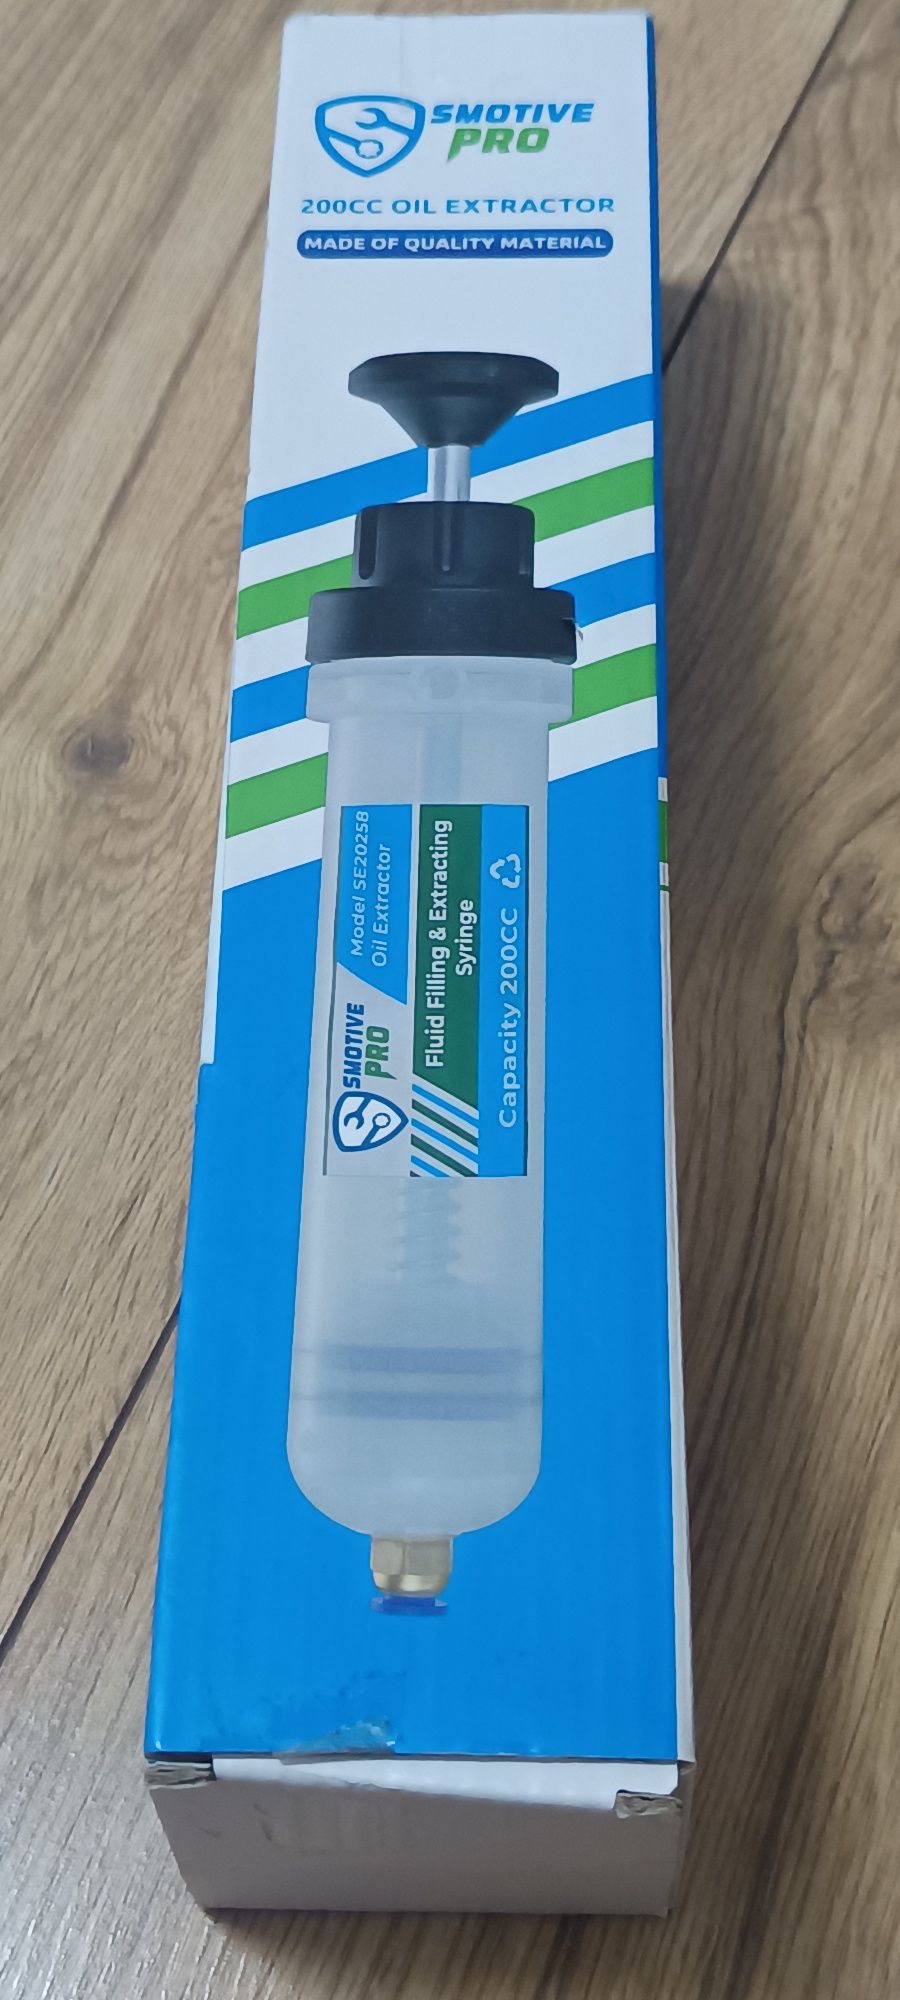 SMOTIVE
PRO
200CC OIL EXTRACTOR
MADE OF QUALITY MATERIAL
SMOTIVE
PRO
Model SE20258
Oil Extractor
Fluid Filling & Extracting
Syringe
Capacity 200CC